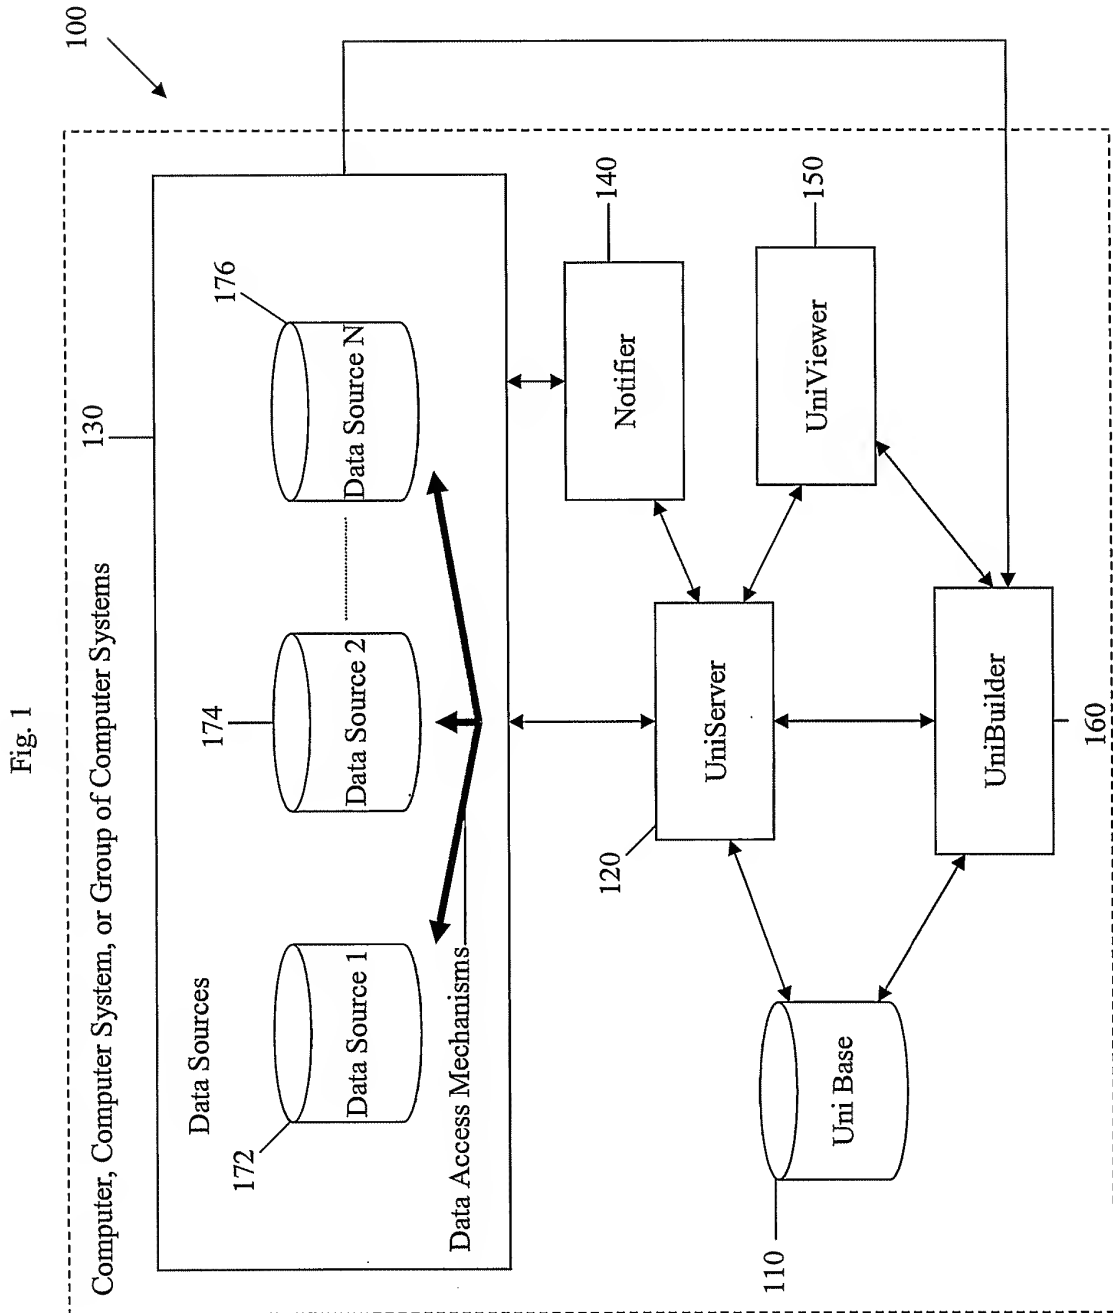 Fig. 1
100
Computer, Computer System, or Group of Computer Systems
130
Data Sources
172
174
176
Data Source 1
Data Source 2
Data Source N
Data Access Mechanisms
140
Notifier
120
UniServer
150
UniViewer
110
Uni Base
UniBuilder
160